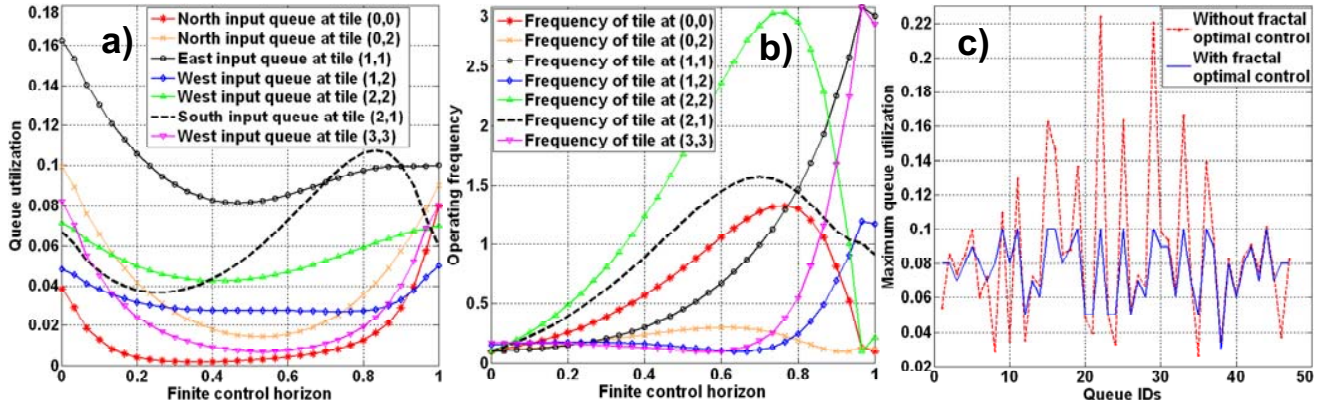 a)
0.18
0.16
0.14
0.12
0.1
0.08
0.06
0.04
0.02
0
Queue utilization
North input queue at tile (0,0)
North input queue at tile (0,2)
East input queue at tile (1,1)
West input queue at tile (1,2)
West input queue at tile (2,2)
South input queue at tile (2,1)
West input queue at tile (3,3)
0 0.2 0.4 0.6 0.8 1
Finite control horizon
b)
3
2.5
2
1.5
1
0.5
0
Operating frequency
Frequency of tile at (0,0)
Frequency of tile at (0,2)
Frequency of tile at (1,1)
Frequency of tile at (1,2)
Frequency of tile at (2,2)
Frequency of tile at (2,1)
Frequency of tile at (3,3)
0 0.2 0.4 0.6 0.8 1
Finite control horizon
c)
0.22
0.2
0.18
0.16
0.14
0.12
0.1
0.08
0.06
0.04
0.02
Maximum queue utilization
Without fractal
optimal control
With fractal
optimal control
0 10 20 30 40 50
Queue IDs